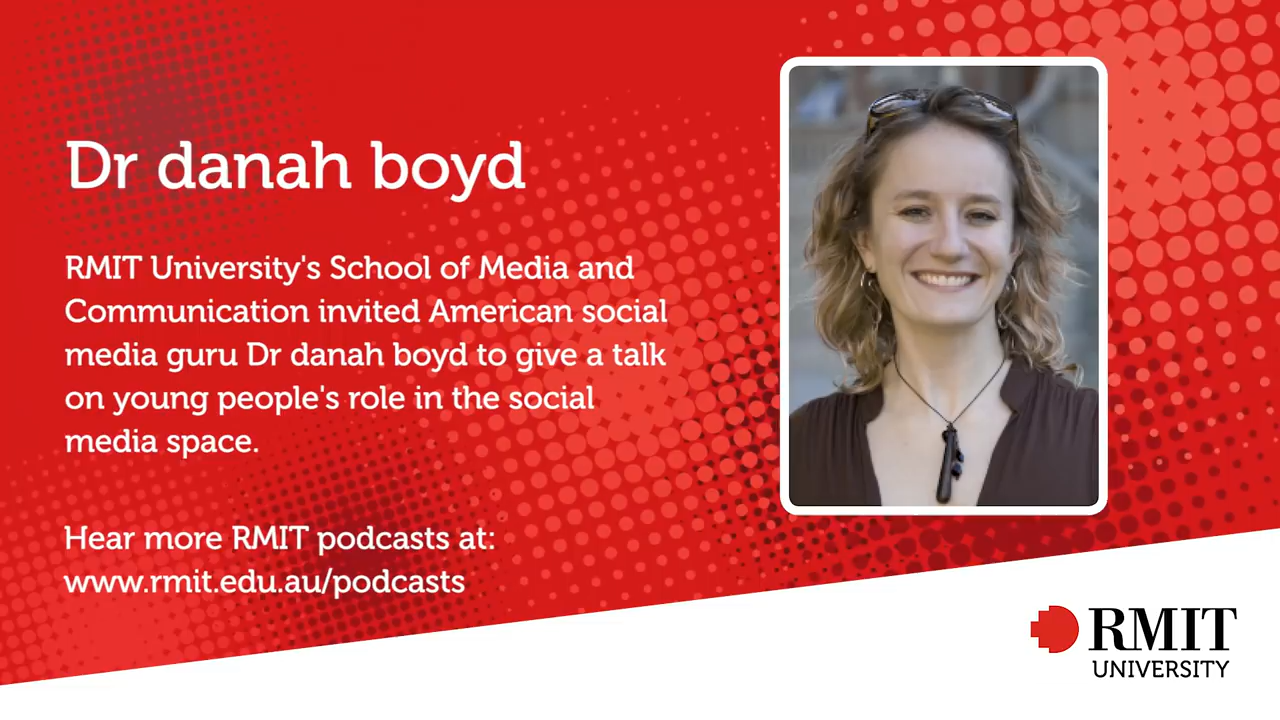 Dr danah boyd
RMIT University's School of Media and
Communication invited American social
media guru Dr danah boyd to give a talk
on young people's role in the social
media space.
Hear more RMIT podcasts at:
www.rmit.edu.au/podcasts
RMIT
UNIVERSITY